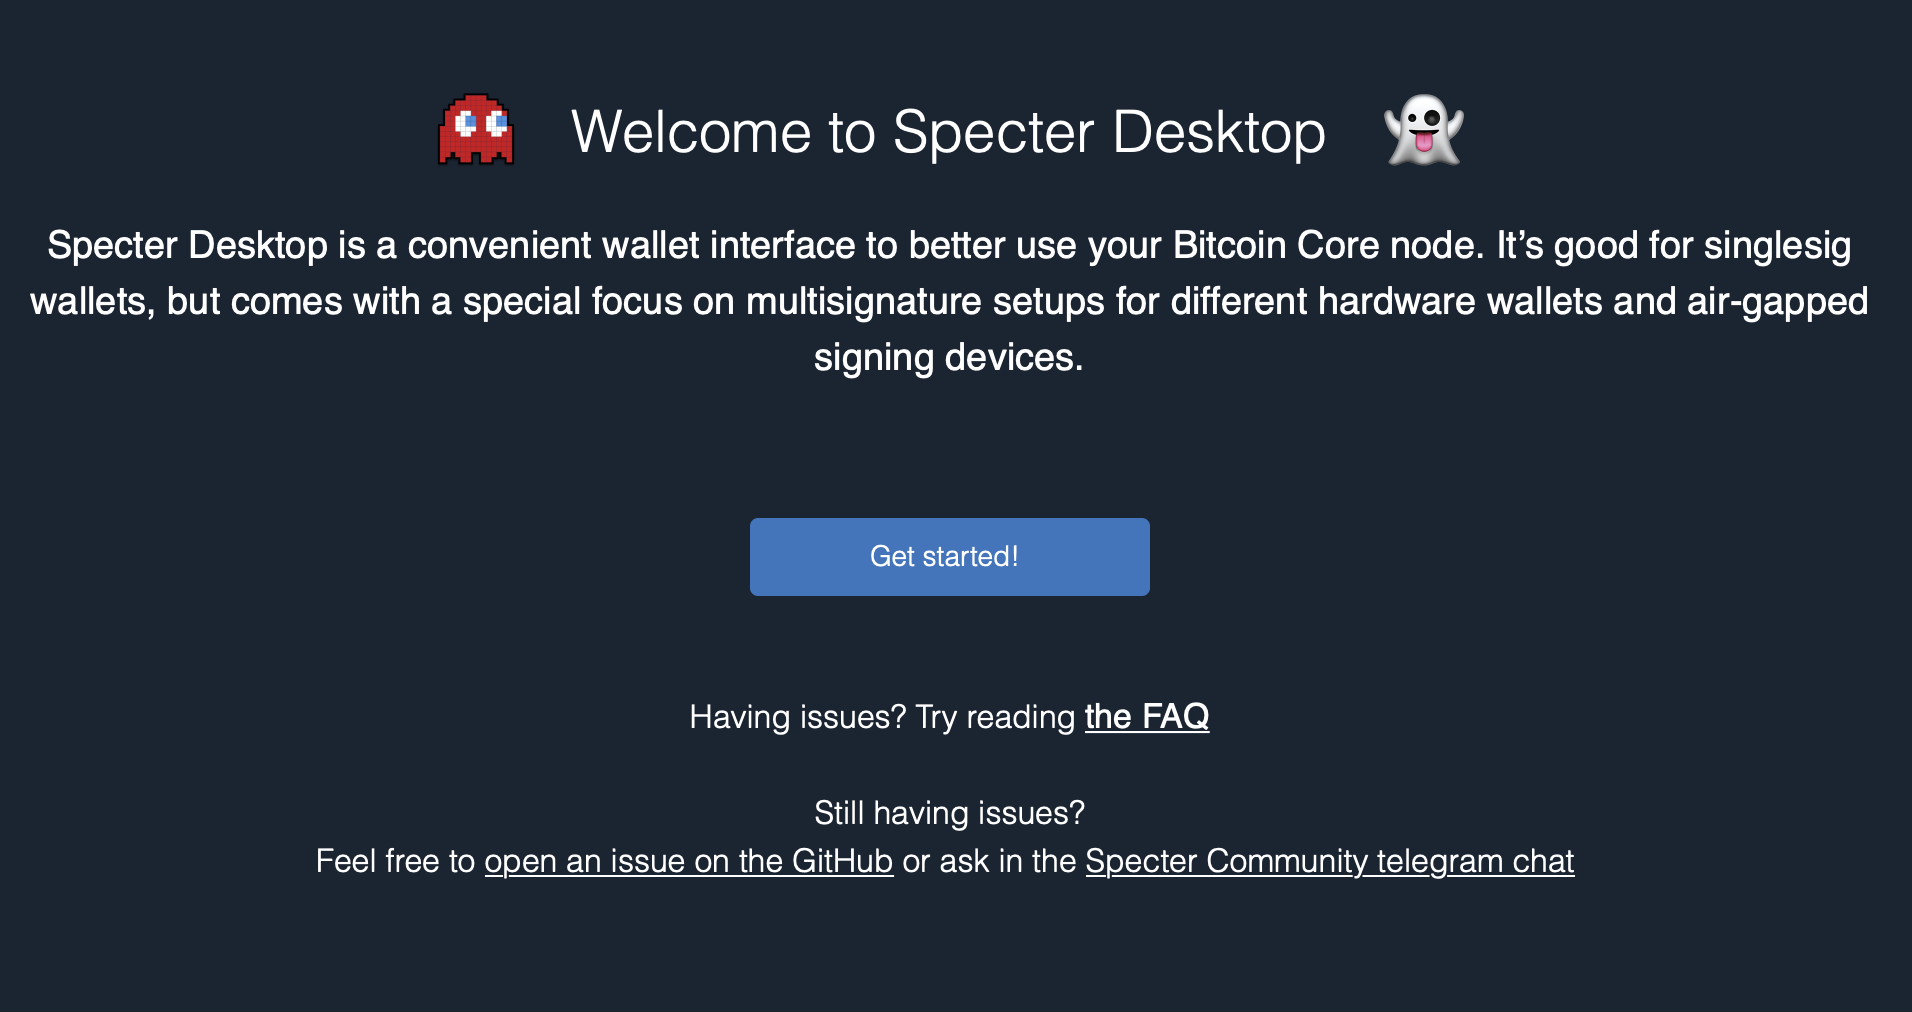 Welcome to Specter Desktop
Specter Desktop is a convenient wallet interface to better use your Bitcoin Core node. It’s good for singlesig
wallets, but comes with a special focus on multisignature setups for different hardware wallets and air-gapped
signing devices.
Get started!
Having issues? Try reading the FAQ
Still having issues?
Feel free to open an issue on the GitHub or ask in the Specter Community telegram chat